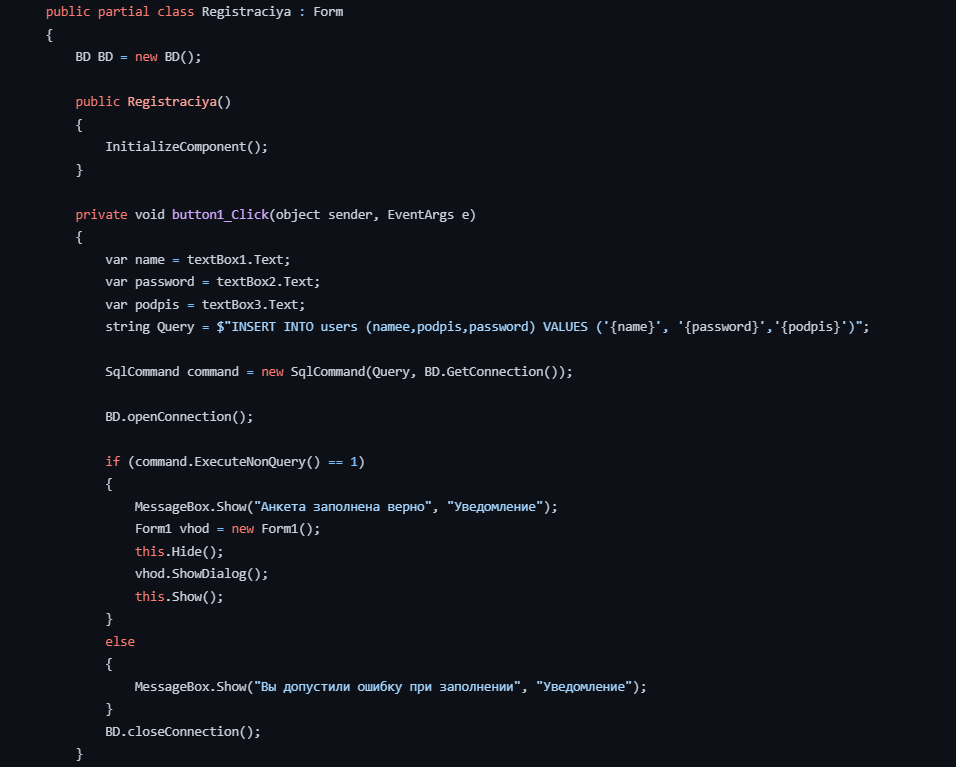 public partial class Registraciya : Form
{
BD BD = new BD();
public Registraciya()
{
InitializeComponent();
}
private void button1_Click(object sender, EventArgs e)
{
var name = textBox1.Text;
var password = textBox2.Text;
var podpis = textBox3.Text;
string Query = $"INSERT INTO users (namee,podpis,password) VALUES ('{name}', '{password}','{podpis}')";
SqlCommand command = new SqlCommand(Query, BD.GetConnection());
BD.openConnection();
if (command.ExecuteNonQuery() == 1)
{
MessageBox.Show("Анкета заполнена верно", "Уведомление");
Form1 vhod = new Form1();
this.Hide();
vhod.ShowDialog();
this.Show();
}
else
{
MessageBox.Show("Вы допустили ошибку при заполнении", "Уведомление");
}
BD.closeConnection();
}